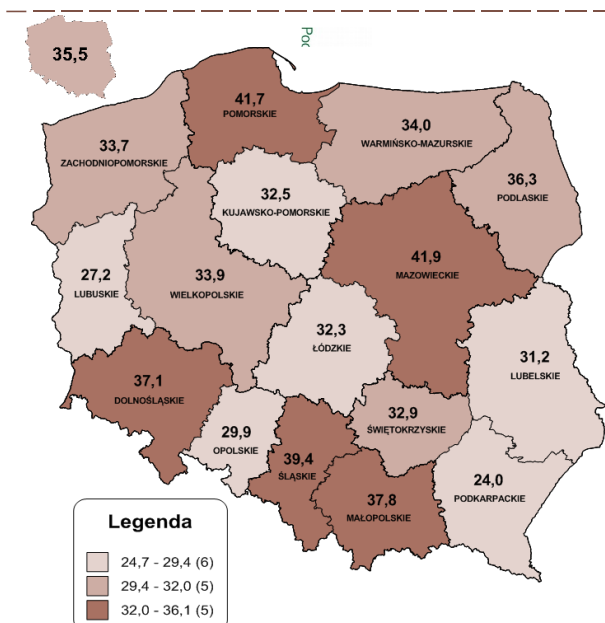 Poc
35,5
41,7
POMORSKIE
33,7
ZACHODNIOPOMORSKIE
34,0
WARMIŃSKO-MAZURSKIE
32,5
KUJAWSKO-POMORSKIE
36,3
PODLASKIE
27,2
LUBUSKIE
33,9
WIELKOPOLSKIE
41,9
MAZOWIECKIE
32,3
ŁÓDZKIE
31,2
LUBELSKIE
37,1
DOLNOŚLĄSKIE
29,9
OPOLSKIE
39,4
ŚLĄSKIE
32,9
ŚWIĘTOKRZYSKIE
37,8
MAŁOPOLSKIE
24,0
PODKARPACKIE
Legenda
24,7 - 29,4 (6)
29,4 - 32,0 (5)
32,0 - 36,1 (5)